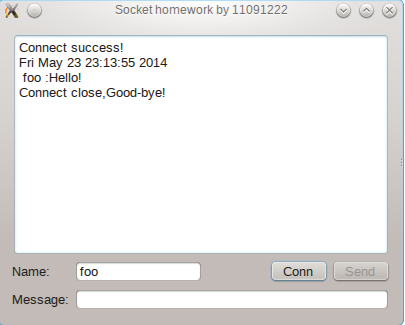 Socket homework by 11091222
Connect success!
Fri May 23 23:13:55 2014
foo :Hello!
Connect close,Good-bye!
Name: foo Conn Send
Message: